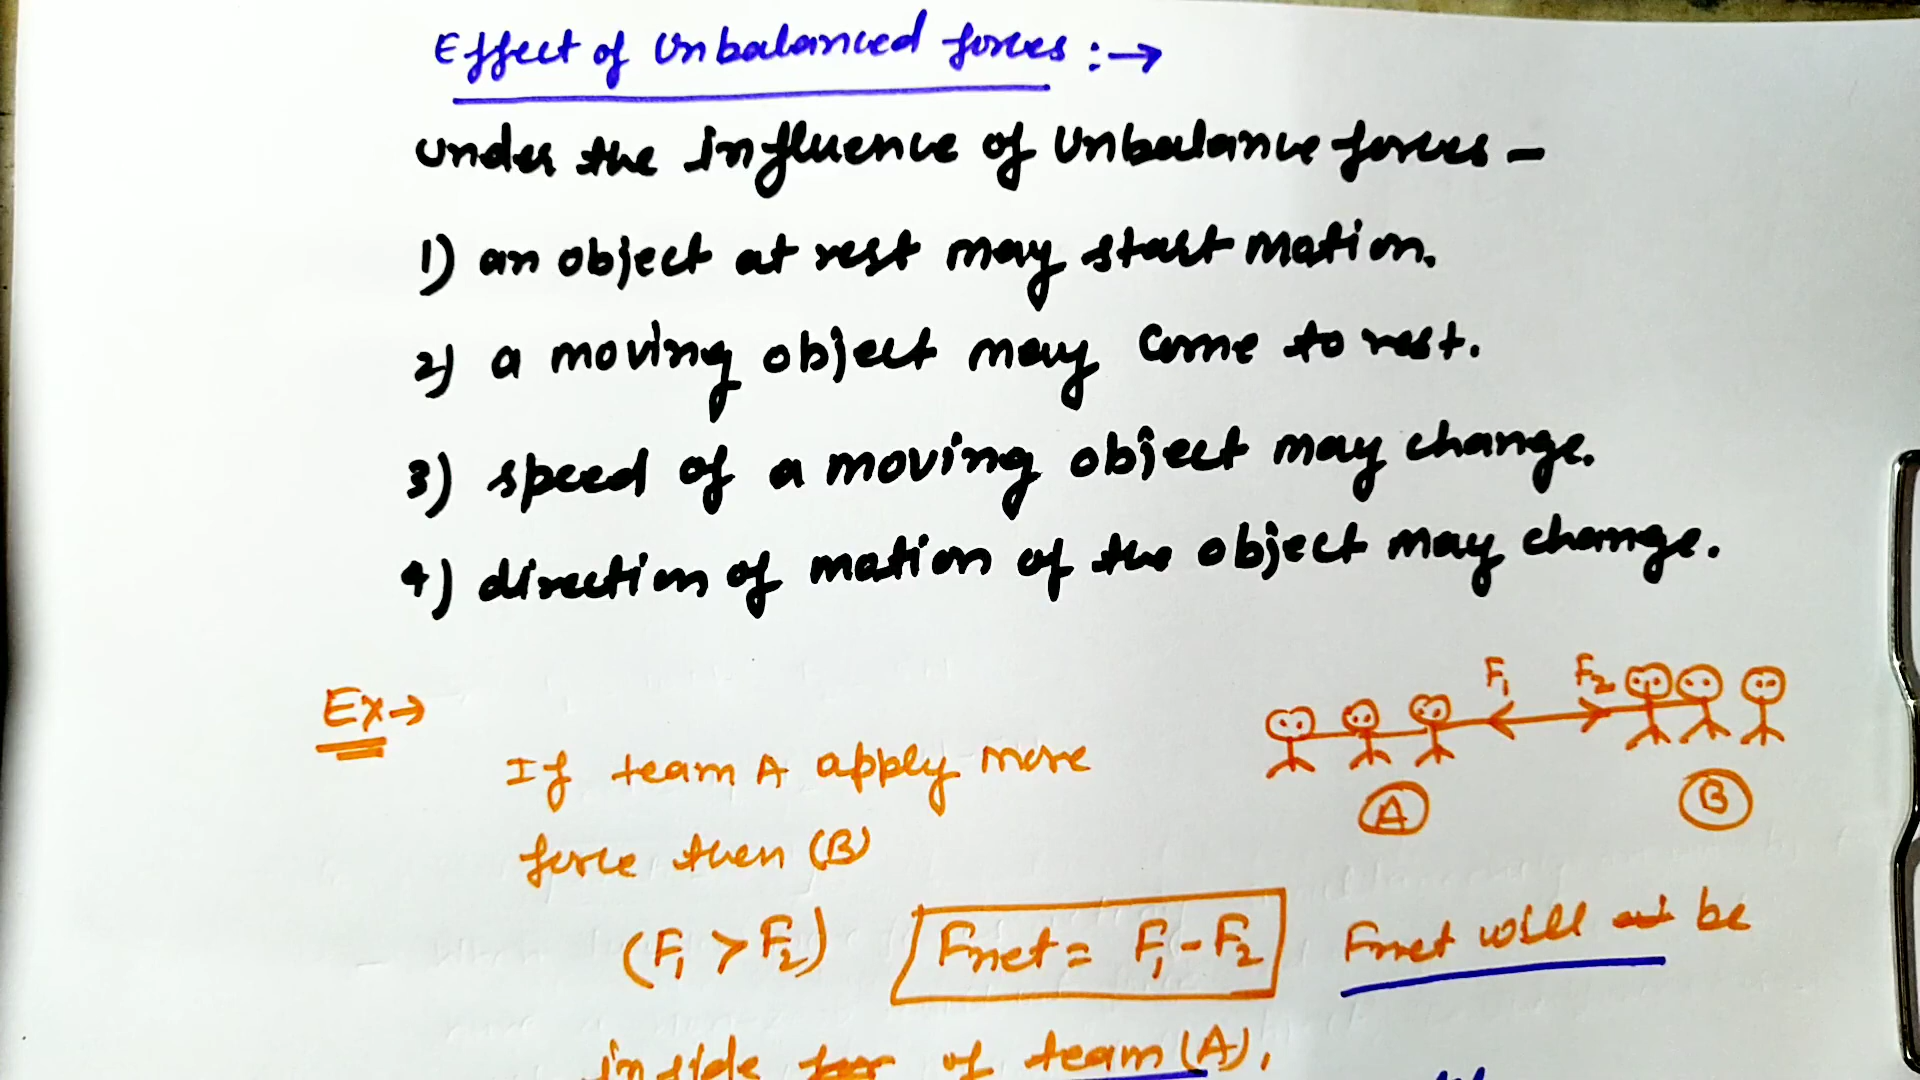 Effect of Unbalanced forces :→
under the influence of Unbalance forces -
1) an object at rest may start motion.
2) a moving object may come to rest.
3) speed of a moving object may change.
4) direction of motion of the object may change.
Ex→
F1 F2
If team A apply more
A B
force then (B)
(F1 > F2) Fnet = F1 - F2 Fnet will be
inside of team (A),